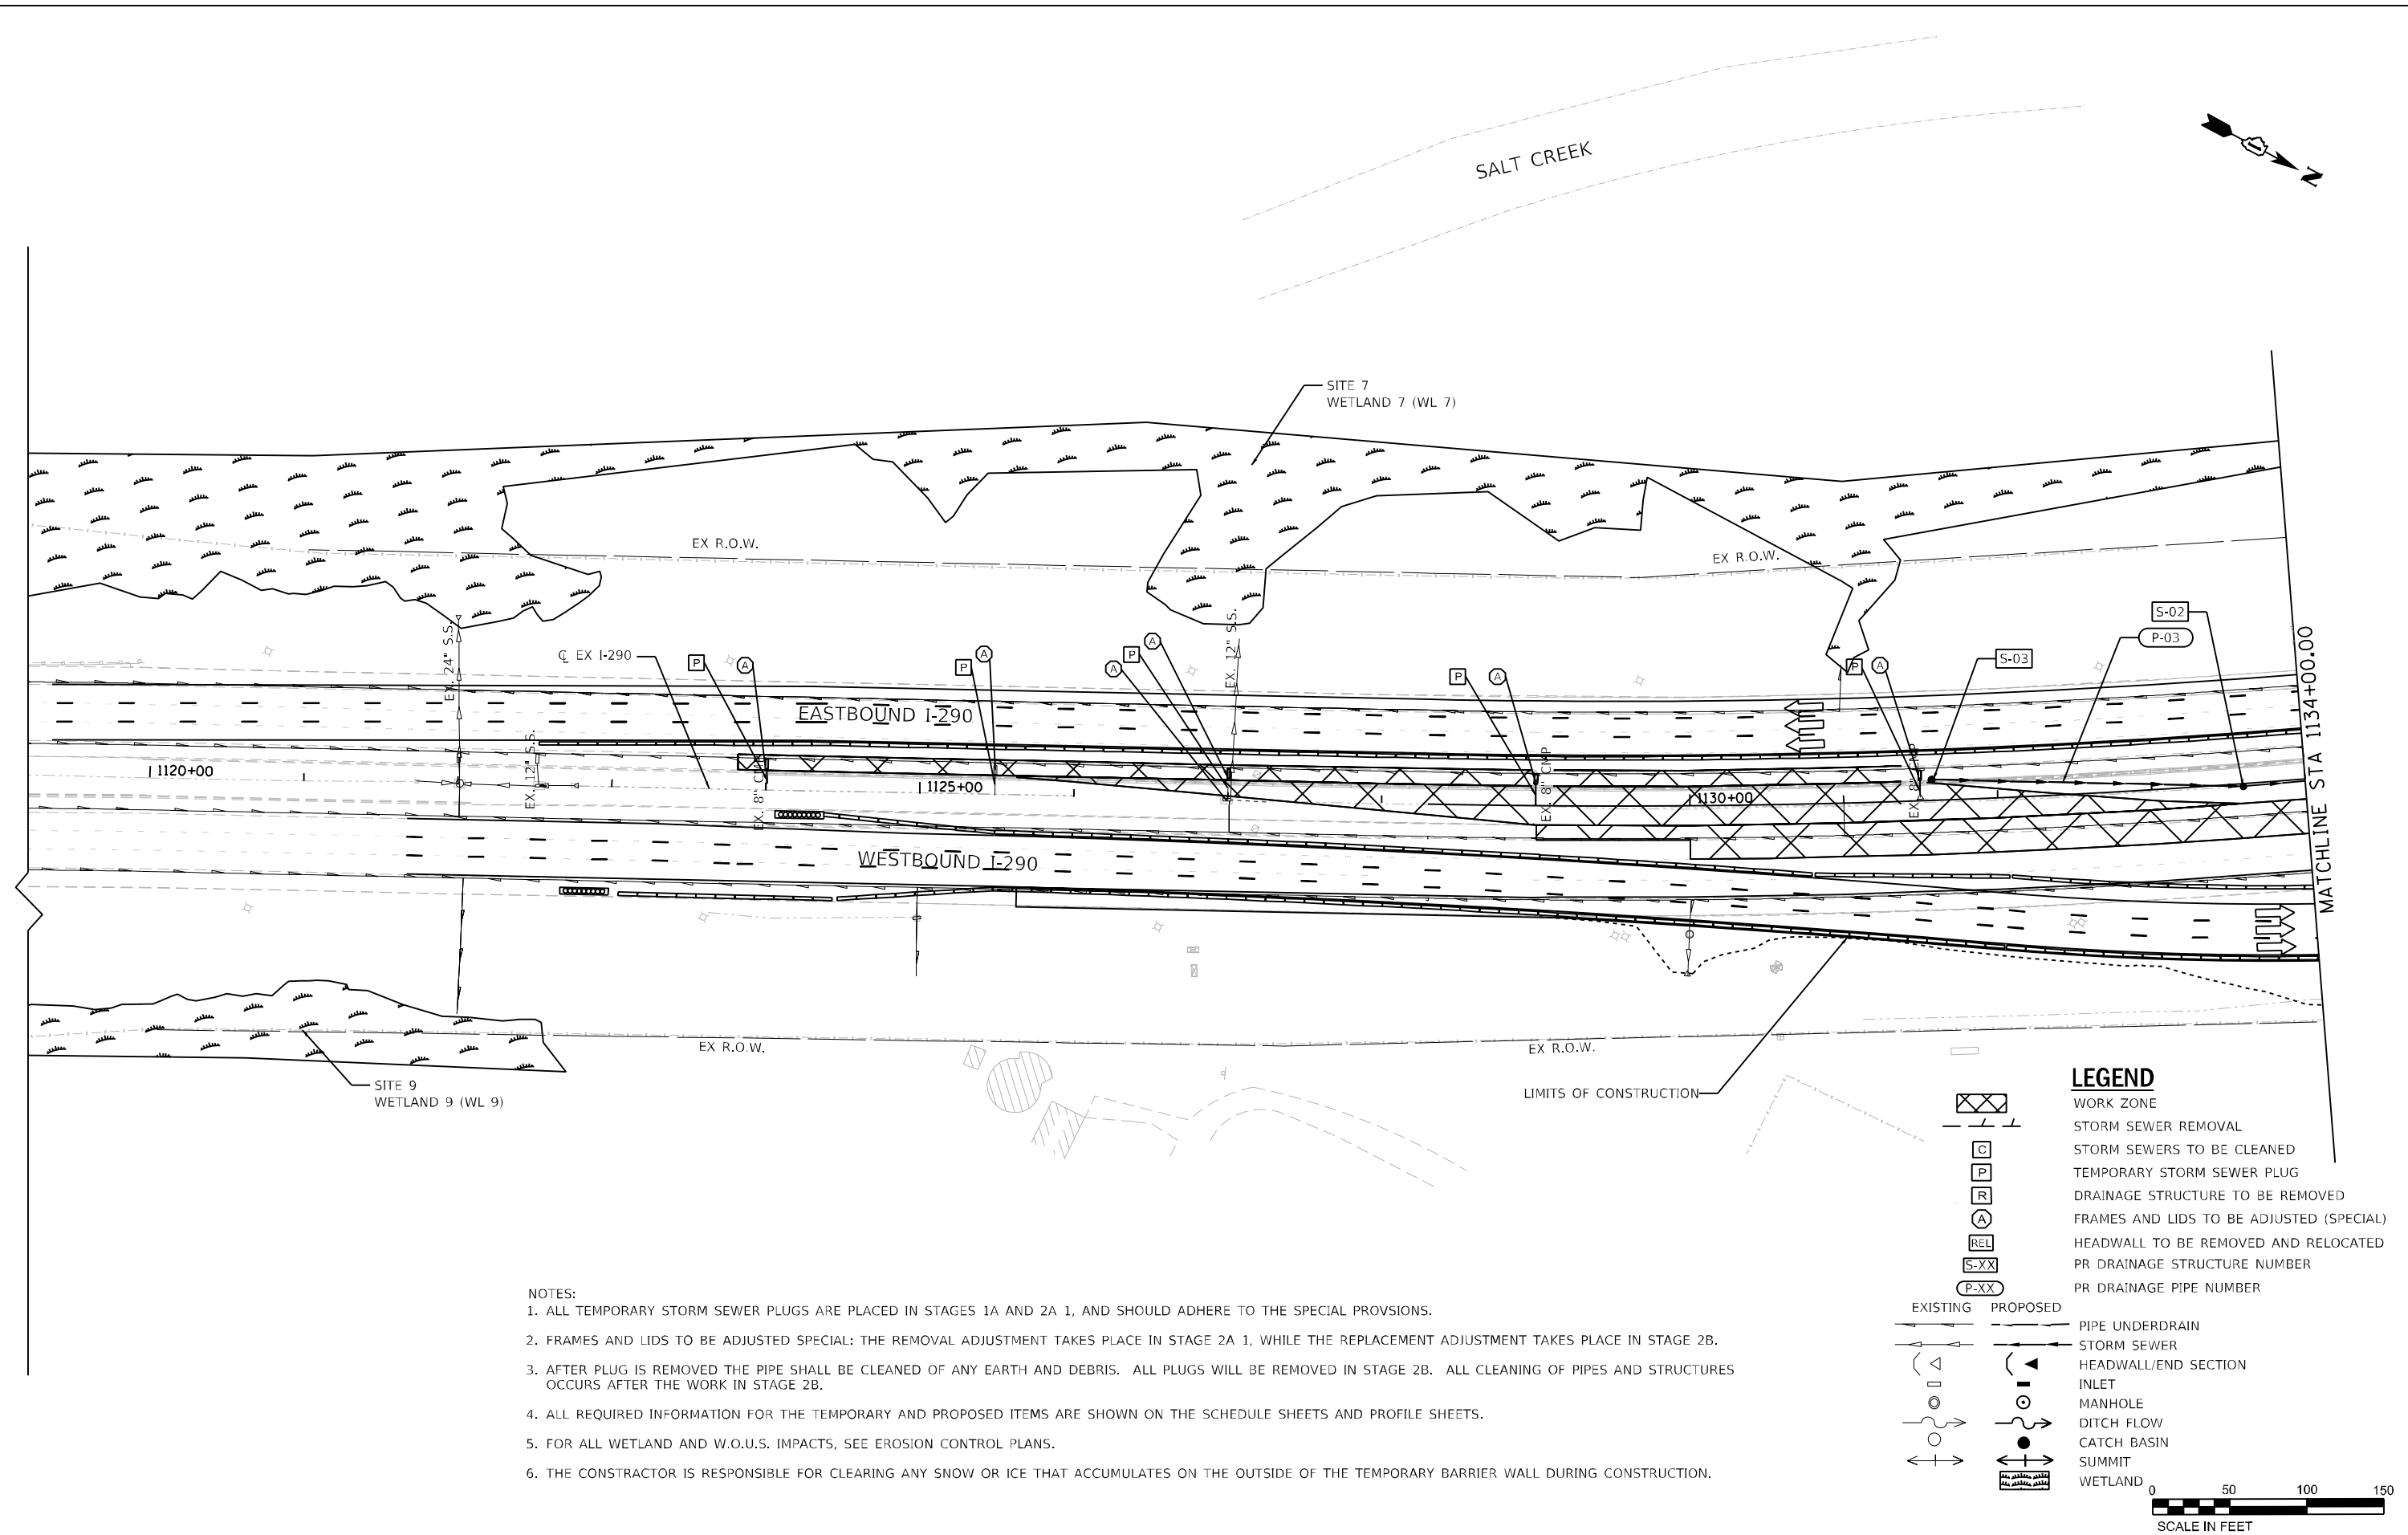 SALT CREEK
N
SITE 7
WETLAND 7 (WL 7)
EX R.O.W.
EX R.O.W.
S-02
P-03
S-03
MATCHLINE STA 1134+00.00
EX. 24" S.S.
℄ EX I-290
P
A
P
A
A
P
A
EX. 12" S.S.
P
A
P
A
EASTBOUND I-290
EX. 12" S.S.
1120+00
EX. 8" CMP
1125+00
EX. 8" CMP
1130+00
EX. 8" CMP
WESTBOUND I-290
EX R.O.W.
EX R.O.W.
SITE 9
WETLAND 9 (WL 9)
LIMITS OF CONSTRUCTION
LEGEND
WORK ZONE
STORM SEWER REMOVAL
C STORM SEWERS TO BE CLEANED
P TEMPORARY STORM SEWER PLUG
R DRAINAGE STRUCTURE TO BE REMOVED
A FRAMES AND LIDS TO BE ADJUSTED (SPECIAL)
REL HEADWALL TO BE REMOVED AND RELOCATED
S-XX PR DRAINAGE STRUCTURE NUMBER
P-XX PR DRAINAGE PIPE NUMBER
EXISTING PROPOSED
PIPE UNDERDRAIN
STORM SEWER
HEADWALL/END SECTION
INLET
MANHOLE
DITCH FLOW
CATCH BASIN
SUMMIT
WETLAND
0 50 100 150
SCALE IN FEET
NOTES:
1. ALL TEMPORARY STORM SEWER PLUGS ARE PLACED IN STAGES 1A AND 2A 1, AND SHOULD ADHERE TO THE SPECIAL PROVSIONS.
2. FRAMES AND LIDS TO BE ADJUSTED SPECIAL: THE REMOVAL ADJUSTMENT TAKES PLACE IN STAGE 2A 1, WHILE THE REPLACEMENT ADJUSTMENT TAKES PLACE IN STAGE 2B.
3. AFTER PLUG IS REMOVED THE PIPE SHALL BE CLEANED OF ANY EARTH AND DEBRIS. ALL PLUGS WILL BE REMOVED IN STAGE 2B. ALL CLEANING OF PIPES AND STRUCTURES
OCCURS AFTER THE WORK IN STAGE 2B.
4. ALL REQUIRED INFORMATION FOR THE TEMPORARY AND PROPOSED ITEMS ARE SHOWN ON THE SCHEDULE SHEETS AND PROFILE SHEETS.
5. FOR ALL WETLAND AND W.O.U.S. IMPACTS, SEE EROSION CONTROL PLANS.
6. THE CONSTRACTOR IS RESPONSIBLE FOR CLEARING ANY SNOW OR ICE THAT ACCUMULATES ON THE OUTSIDE OF THE TEMPORARY BARRIER WALL DURING CONSTRUCTION.